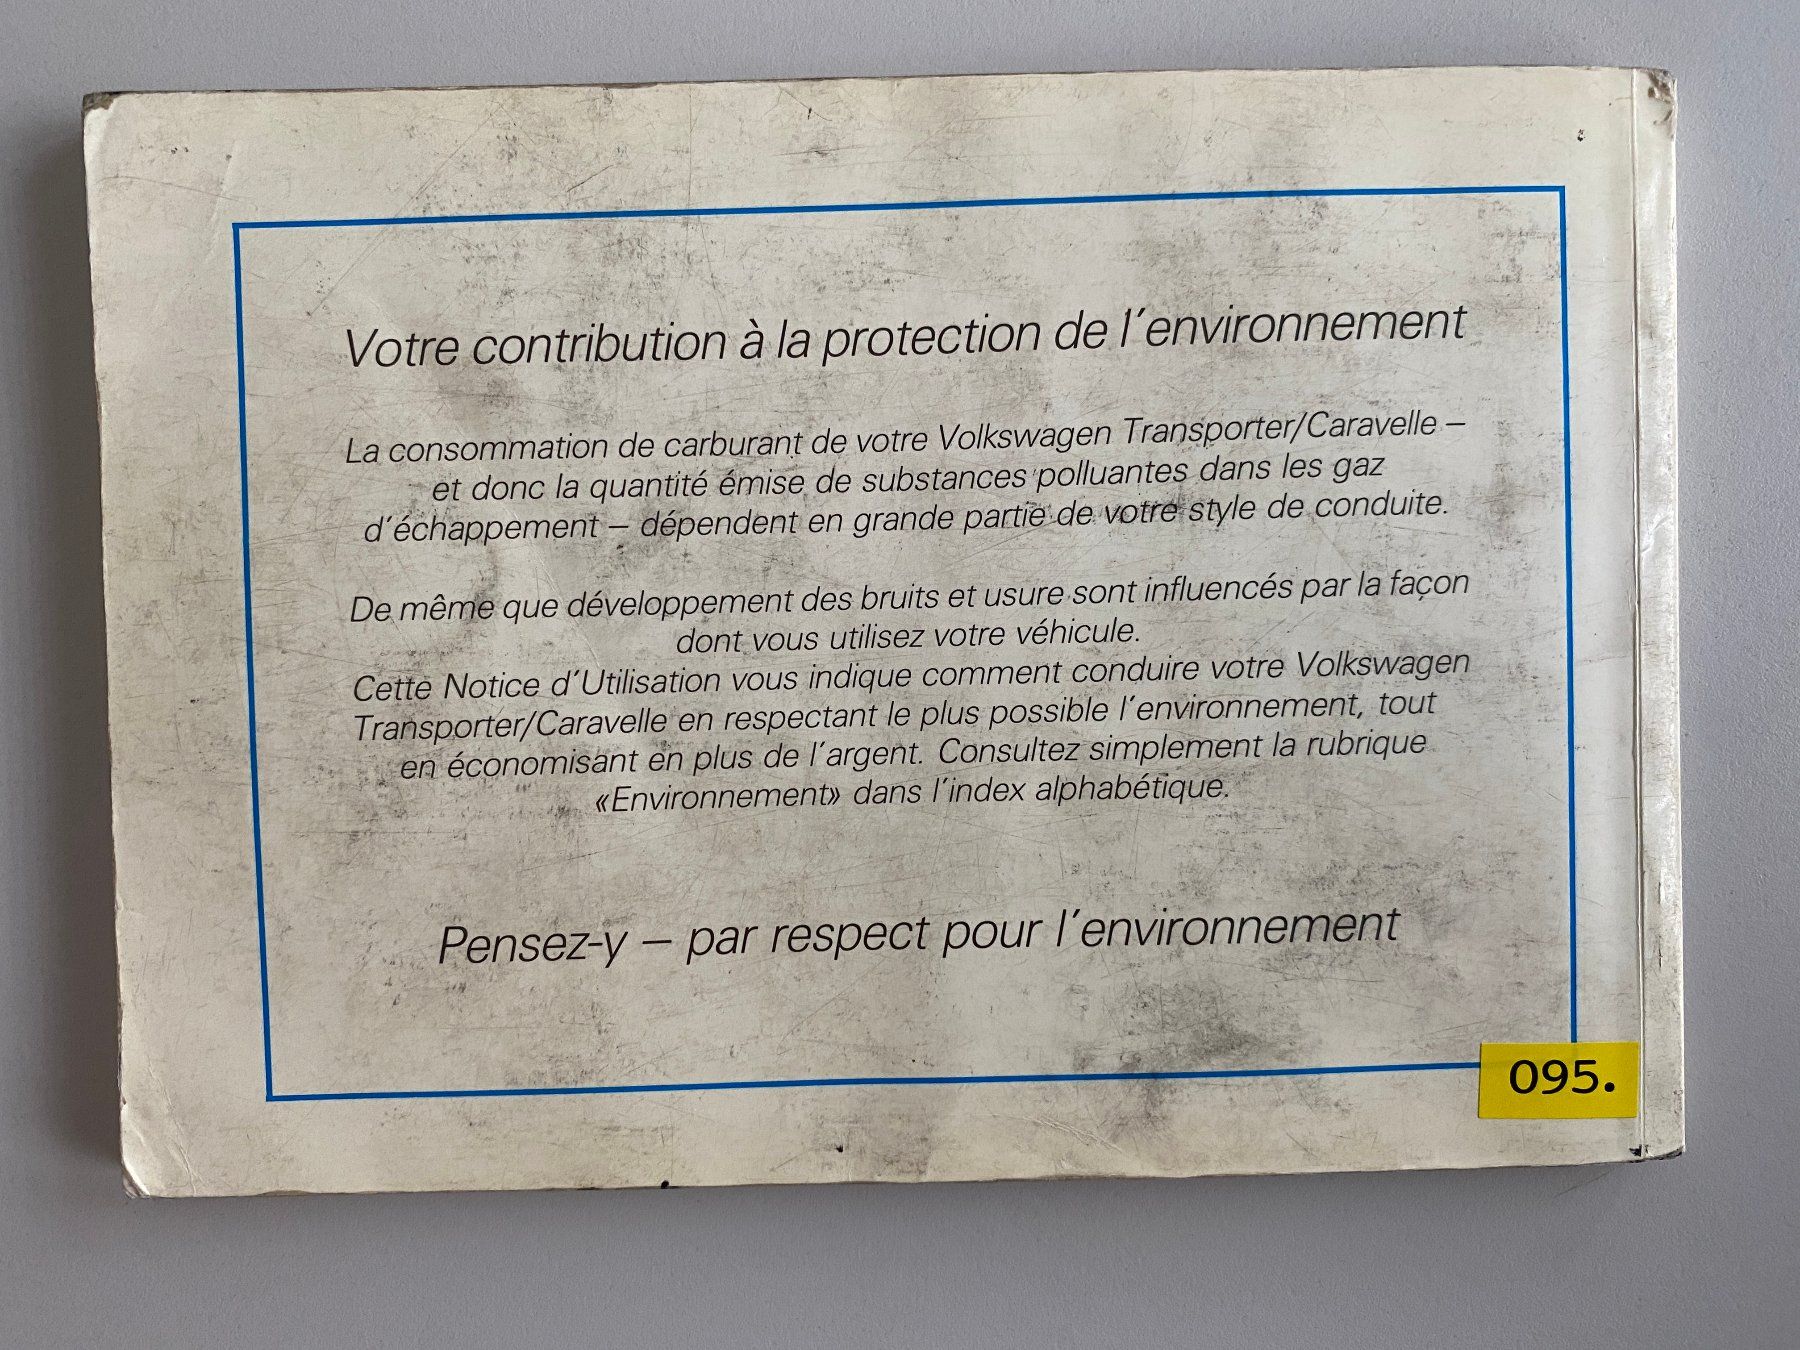 Votre contribution à la protection de l'environnement
La consommation de carburant de votre Volkswagen Transporter/Caravelle –
et donc la quantité émise de substances polluantes dans les gaz
d'échappement – dépendent en grande partie de votre style de conduite.
De même que développement des bruits et usure sont influencés par la façon
dont vous utilisez votre véhicule.
Cette Notice d'Utilisation vous indique comment conduire votre Volkswagen
Transporter/Caravelle en respectant le plus possible l'environnement, tout
en économisant en plus de l'argent. Consultez simplement la rubrique
«Environnement» dans l'index alphabétique.
Pensez-y – par respect pour l'environnement
095.